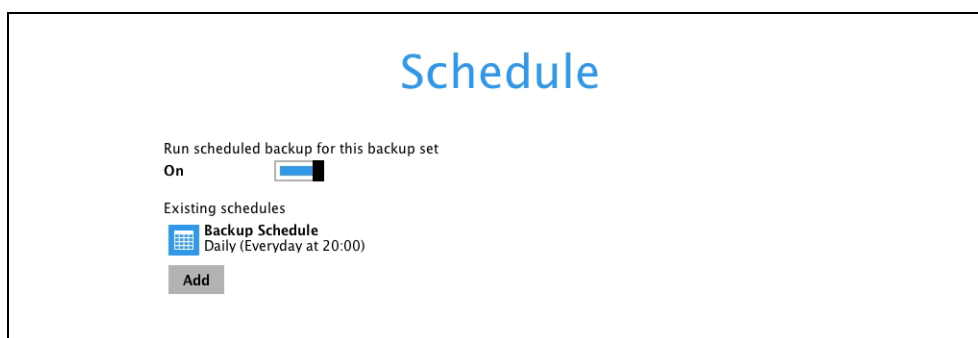 Schedule
Run scheduled backup for this backup set
On
Existing schedules
Backup Schedule
Daily (Everyday at 20:00)
Add